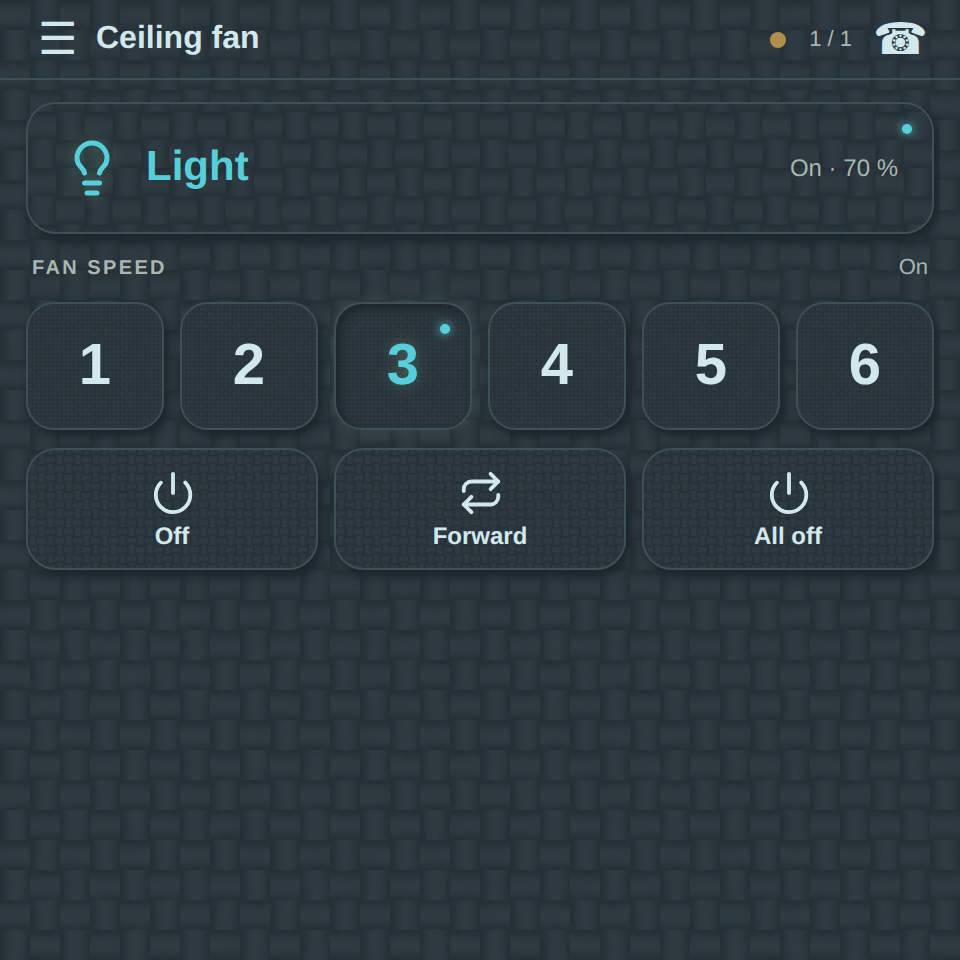 Ceiling fan
1 / 1
Light
On · 70 %
FAN SPEED
On
1 2 3 4 5 6
Off
Forward
All off